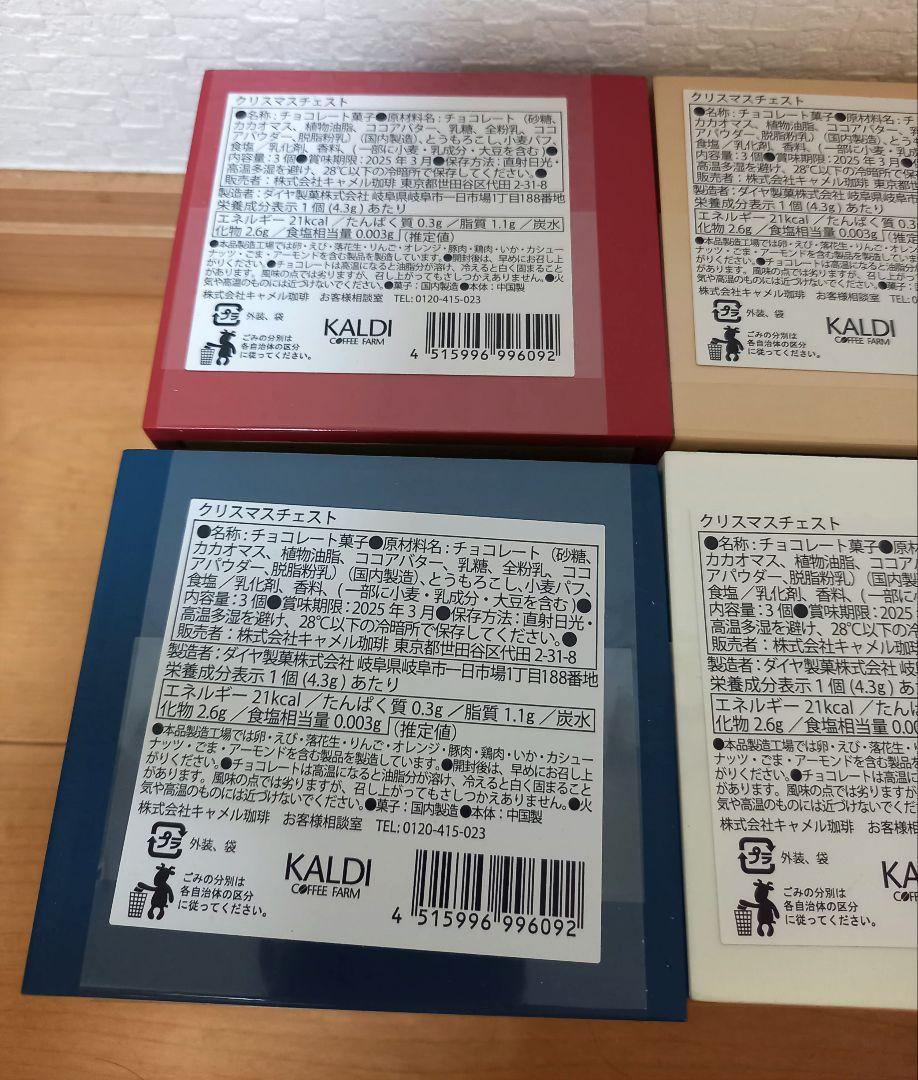 クリスマスチェスト
●名称：チョコレート菓子●原材料名：チョコレート（砂糖、
カカオマス、植物油脂、ココアバター、乳糖、全粉乳、ココ
アパウダー、脱脂粉乳）（国内製造）、とうもろこし、小麦パフ、
食塩／乳化剤、香料、（一部に小麦・乳成分・大豆を含む）●
内容量：3個●賞味期限：2025年3月●保存方法：直射日光・
高温多湿を避け、28℃以下の冷暗所で保存してください。●
販売者：株式会社キャメル珈琲 東京都世田谷区代田 2-31-8
製造者：ダイヤ製菓株式会社 岐阜県岐阜市一日市場1丁目188番地
栄養成分表示 1個 (4.3g) あたり
エネルギー 21kcal ／たんぱく質 0.3g ／脂質 1.1g ／炭水
化物 2.6g ／食塩相当量 0.003g （推定値）
●本品製造工場では卵・えび・落花生・りんご・オレンジ・豚肉・鶏肉・いか・カシュー
ナッツ・ごま・アーモンドを含む製品を製造しています。●開封後は、早めにお召し上
がりください。●チョコレートは高温になると油脂分が溶け、冷えると白く固まること
があります。風味の点では劣りますが、召し上がってもさしつかえありません。●火
気や高温のものには近づけないでください。●菓子：国内製造●本体：中国製
株式会社キャメル珈琲 お客様相談室 TEL: 0120-415-023
プラ 外装、袋
ごみの分別は
各自治体の区分
に従ってください。
KALDI
COFFEE FARM
4 515996 996092
クリスマスチェスト
●名称：チョコレート菓子●原材料名：チ
カカオマス、植物油脂、ココアバター、
アパウダー、脱脂粉乳）（国内製造）、とう
食塩／乳化剤、香料、（一部に小麦・乳
内容量：3個●賞味期限：2025年3月●
高温多湿を避け、28℃以下の冷暗所で
販売者：株式会社キャメル珈琲 東京都
製造者：ダイヤ製菓株式会社 岐阜県岐阜
栄養成分表示 1個 (4.3g) あたり
エネルギー 21kcal ／たんぱく質 0.3
化物 2.6g ／食塩相当量 0.003g （推
●本品製造工場では卵・えび・落花生・りんご・オレ
ナッツ・ごま・アーモンドを含む製品を製造してい
がりください。●チョコレートは高温になると油脂
があります。風味の点では劣りますが、召し上が
気や高温のものには近づけないでください。●菓
株式会社キャメル珈琲 お客様相談室 TE
プラ 外装、袋
ごみの分別は
各自治体の区分
に従ってください。
KALDI
COFFEE FARM
クリスマスチェスト
●名称：チョコレート菓子●原材料名：チョコレート（砂糖、
カカオマス、植物油脂、ココアバター、乳糖、全粉乳、ココ
アパウダー、脱脂粉乳）（国内製造）、とうもろこし、小麦パフ、
食塩／乳化剤、香料、（一部に小麦・乳成分・大豆を含む）●
内容量：3個●賞味期限：2025年3月●保存方法：直射日光・
高温多湿を避け、28℃以下の冷暗所で保存してください。●
販売者：株式会社キャメル珈琲 東京都世田谷区代田 2-31-8
製造者：ダイヤ製菓株式会社 岐阜県岐阜市一日市場1丁目188番地
栄養成分表示 1個 (4.3g) あたり
エネルギー 21kcal ／たんぱく質 0.3g ／脂質 1.1g ／炭水
化物 2.6g ／食塩相当量 0.003g （推定値）
●本品製造工場では卵・えび・落花生・りんご・オレンジ・豚肉・鶏肉・いか・カシュー
ナッツ・ごま・アーモンドを含む製品を製造しています。●開封後は、早めにお召し上
がりください。●チョコレートは高温になると油脂分が溶け、冷えると白く固まること
があります。風味の点では劣りますが、召し上がってもさしつかえありません。●火
気や高温のものには近づけないでください。●菓子：国内製造●本体：中国製
株式会社キャメル珈琲 お客様相談室 TEL: 0120-415-023
プラ 外装、袋
ごみの分別は
各自治体の区分
に従ってください。
KALDI
COFFEE FARM
4 515996 996092
クリスマスチェスト
●名称：チョコレート菓子●原材
カカオマス、植物油脂、ココア
アパウダー、脱脂粉乳）（国内製
食塩／乳化剤、香料、（一部に
内容量：3個●賞味期限：2025
高温多湿を避け、28℃以下の冷
販売者：株式会社キャメル珈琲
製造者：ダイヤ製菓株式会社 岐
栄養成分表示 1個 (4.3g) あ
エネルギー 21kcal ／たんぱ
化物 2.6g ／食塩相当量 0.00
●本品製造工場では卵・えび・落花生・り
ナッツ・ごま・アーモンドを含む製品を
がりください。●チョコレートは高温に
があります。風味の点では劣りますが
気や高温のものには近づけないでくだ
株式会社キャメル珈琲 お客様相
プラ 外装、袋
ごみの分別は
各自治体の区分
に従ってください。
KA
COFF